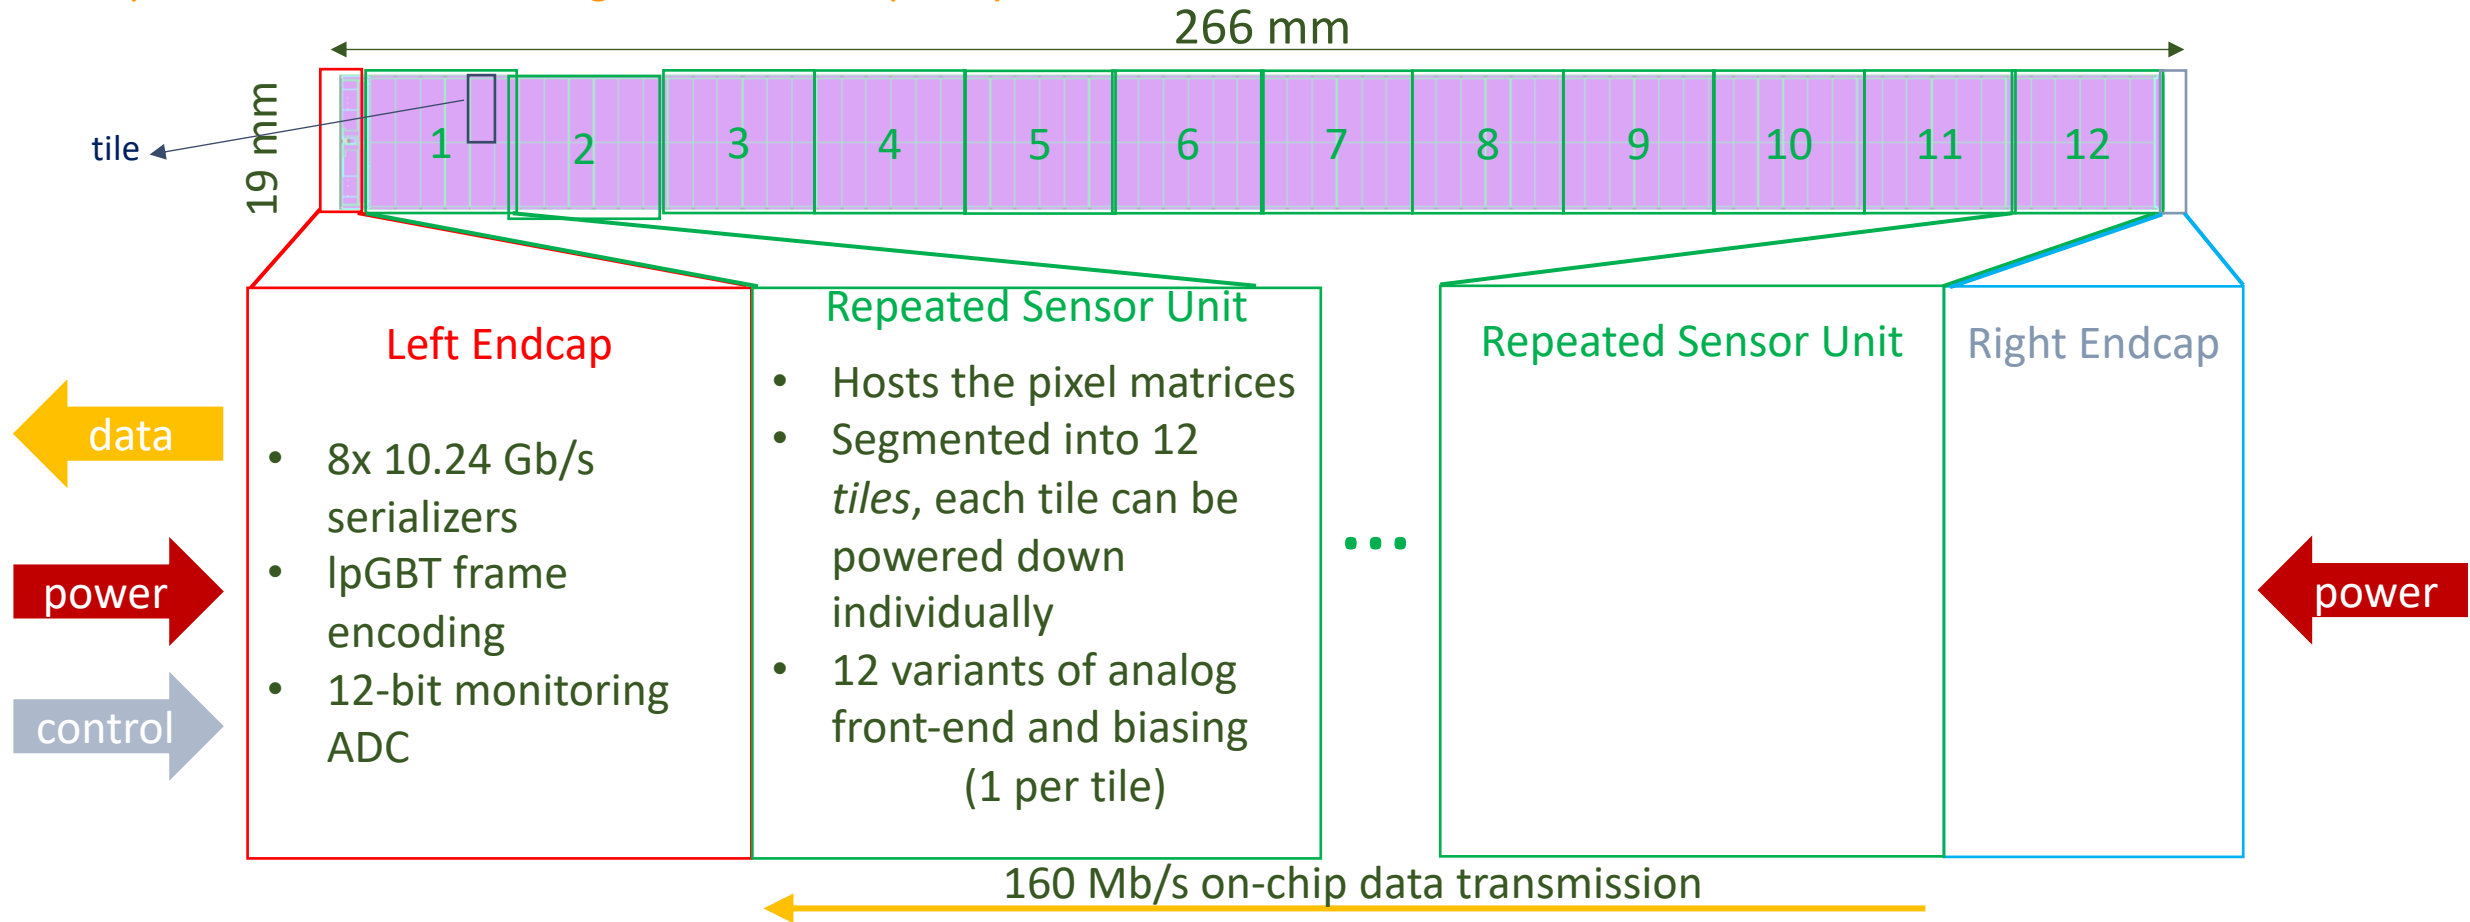 266 mm
19 mm
tile
1 2 3 4 5 6 7 8 9 10 11 12
Left Endcap
• 8x 10.24 Gb/s
serializers
• lpGBT frame
encoding
• 12-bit monitoring
ADC
Repeated Sensor Unit
• Hosts the pixel matrices
• Segmented into 12
tiles, each tile can be
powered down
individually
• 12 variants of analog
front-end and biasing
(1 per tile)
...
Repeated Sensor Unit
Right Endcap
data
power
control
power
160 Mb/s on-chip data transmission